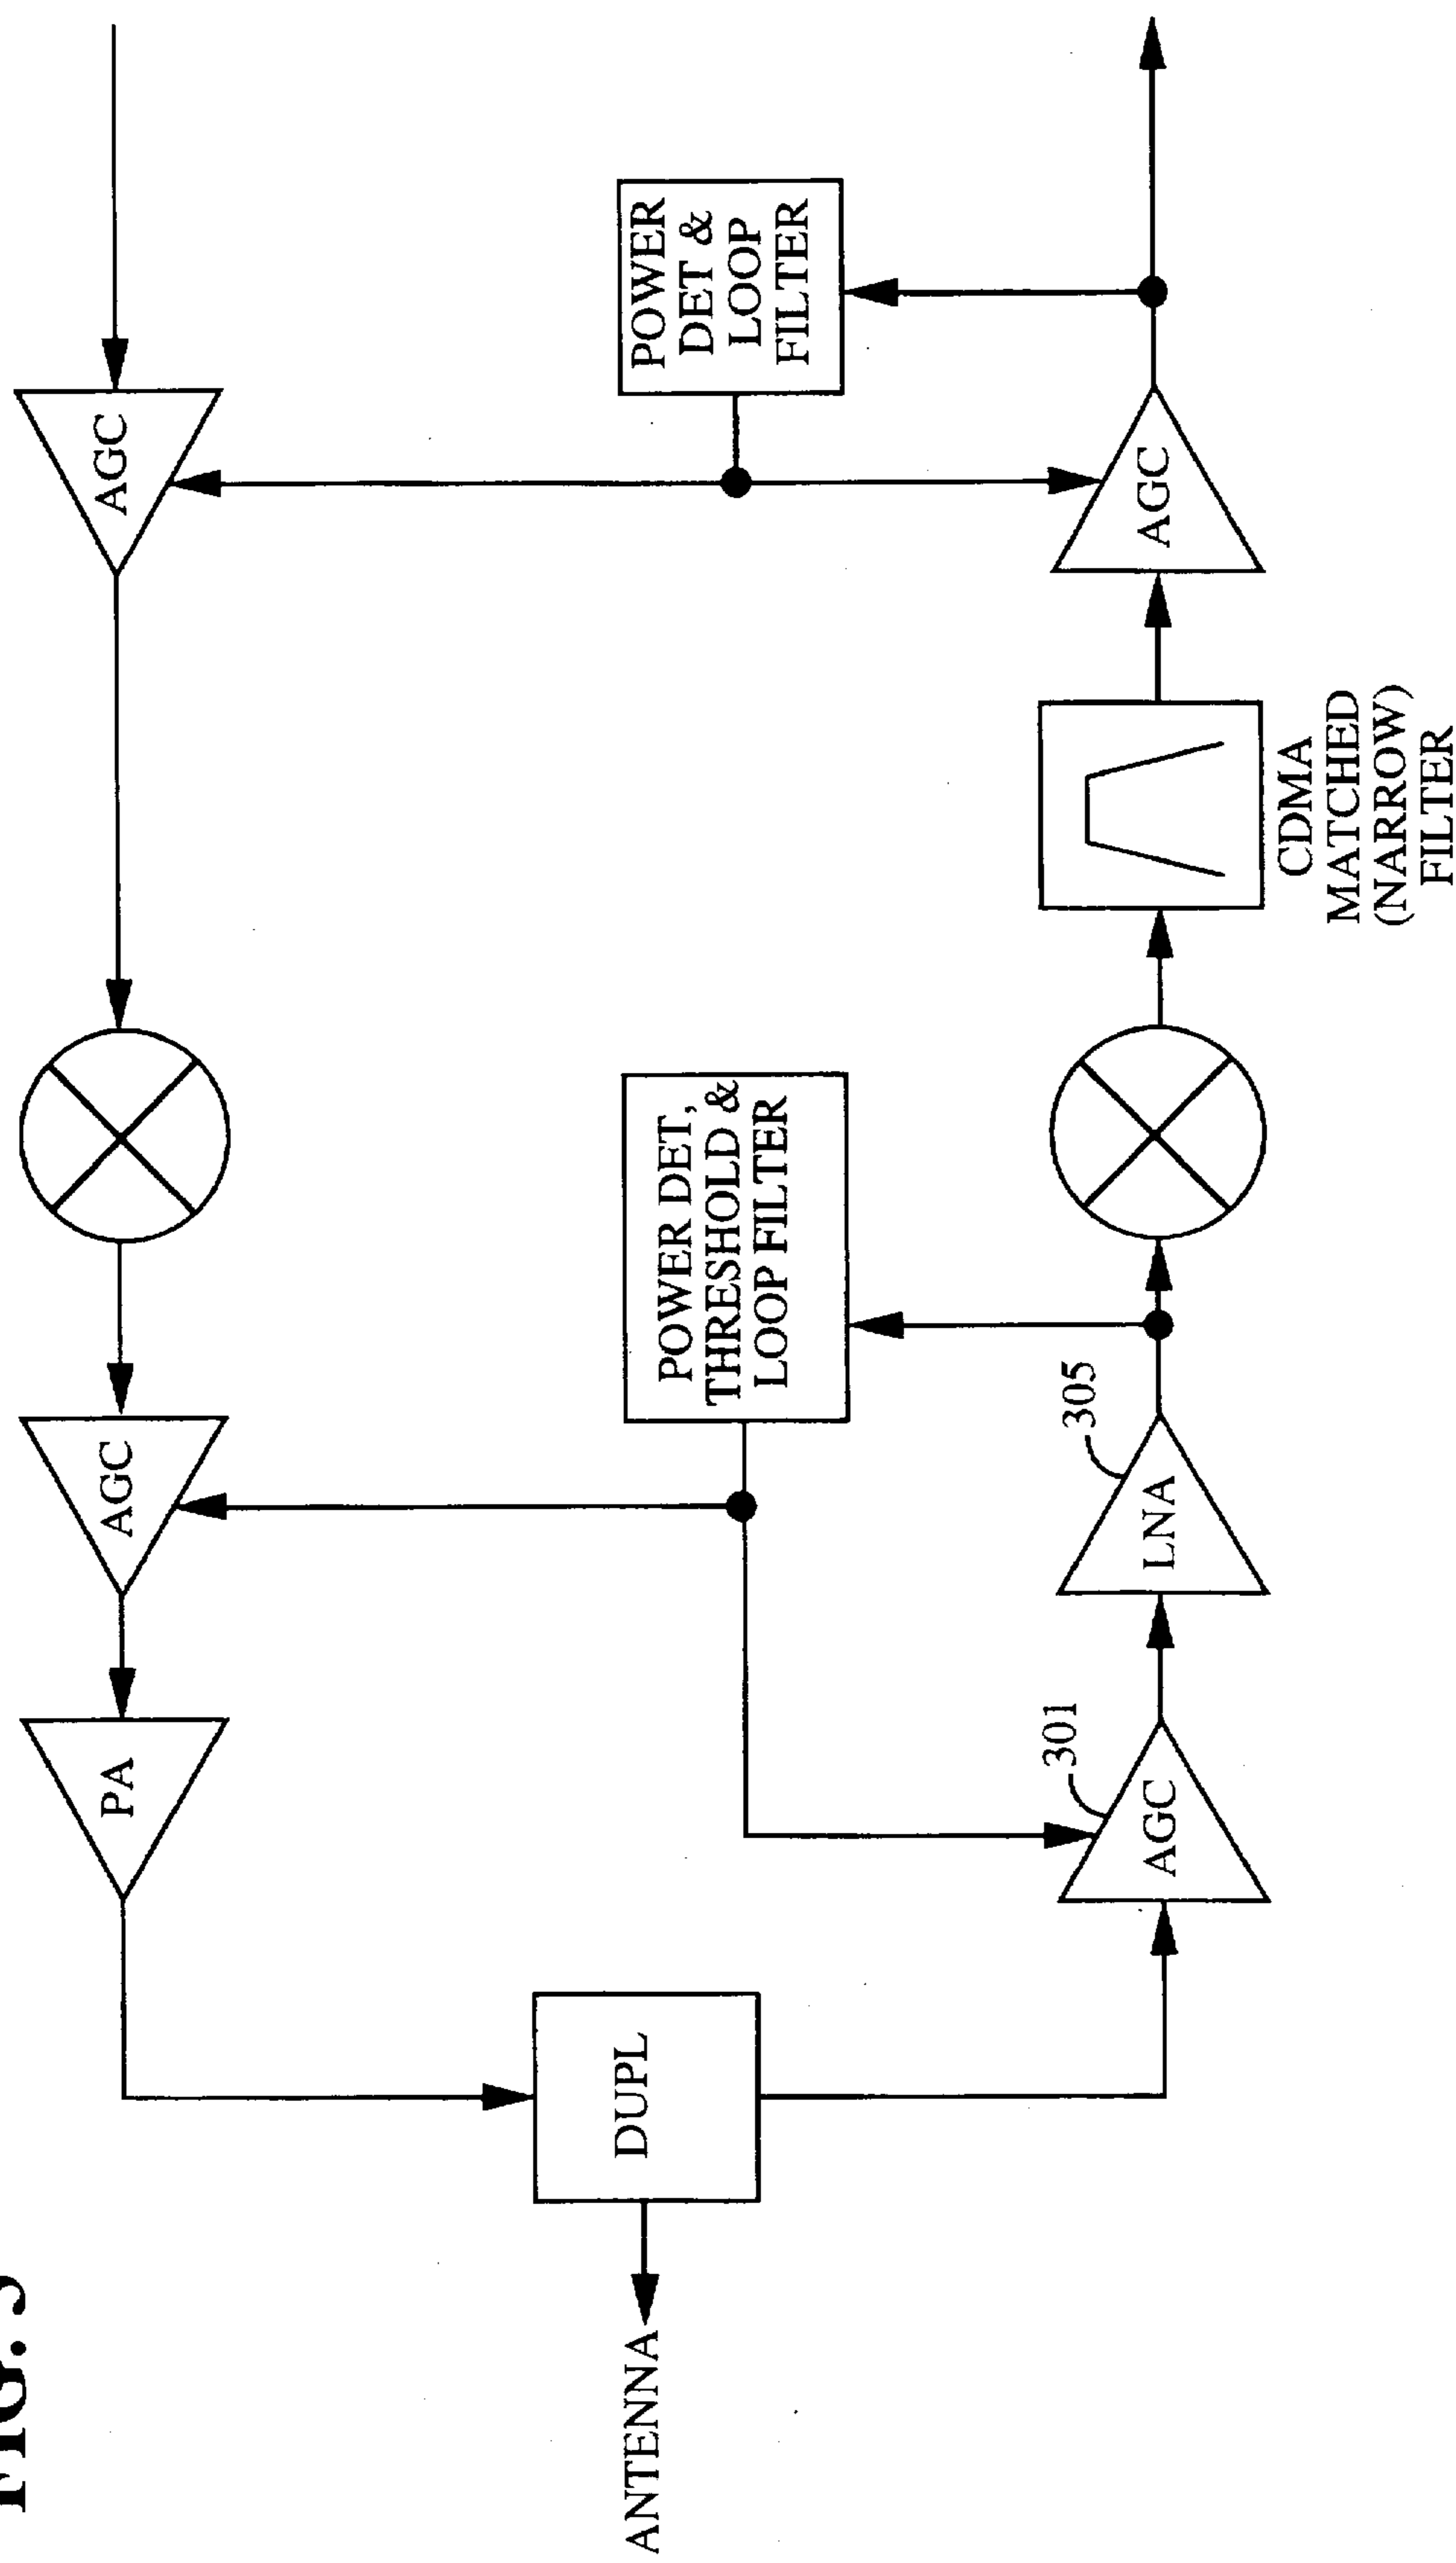 FIG. 3
PA
AGC
AGC
ANTENNA
DUPL
POWER DET,
THRESHOLD &
LOOP FILTER
POWER
DET &
LOOP
FILTER
301
AGC
305
LNA
AGC
CDMA
MATCHED
(NARROW)
FILTER